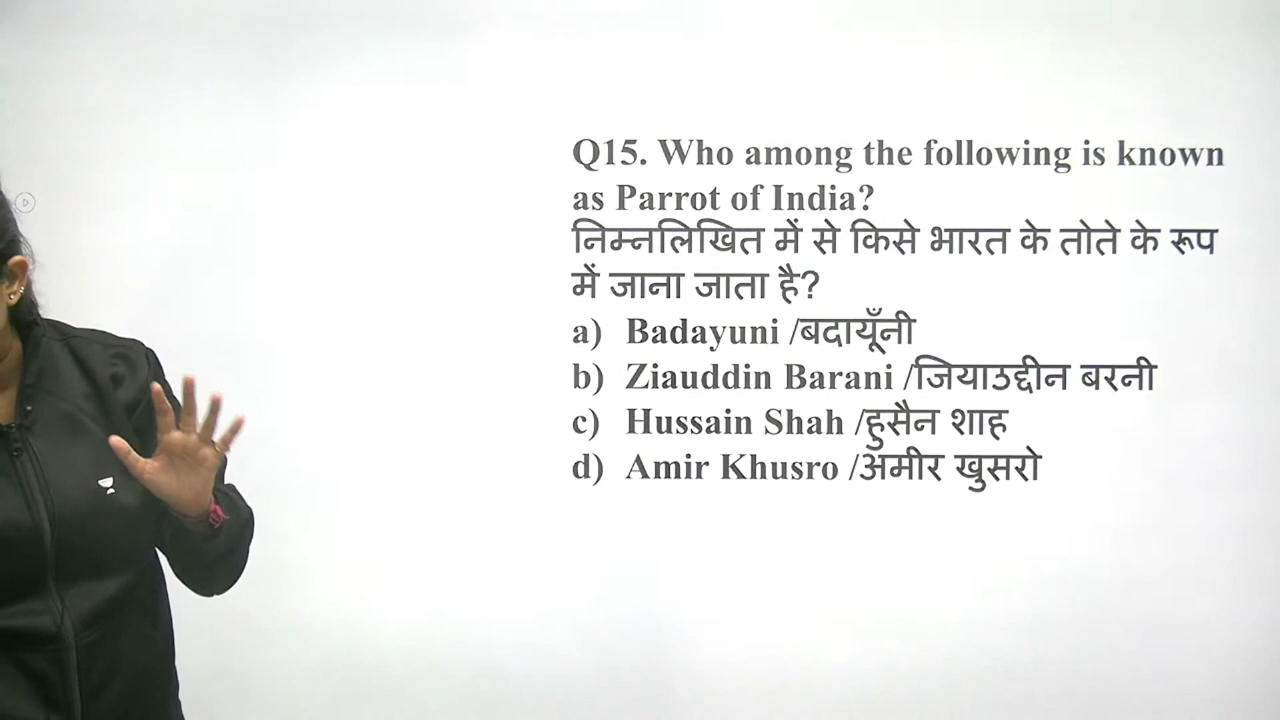 Q15. Who among the following is known
as Parrot of India?
निम्नलिखित में से किसे भारत के तोते के रूप
में जाना जाता है?
a) Badayuni /बदायूँनी
b) Ziauddin Barani /जियाउद्दीन बरनी
c) Hussain Shah /हुसैन शाह
d) Amir Khusro /अमीर खुसरो